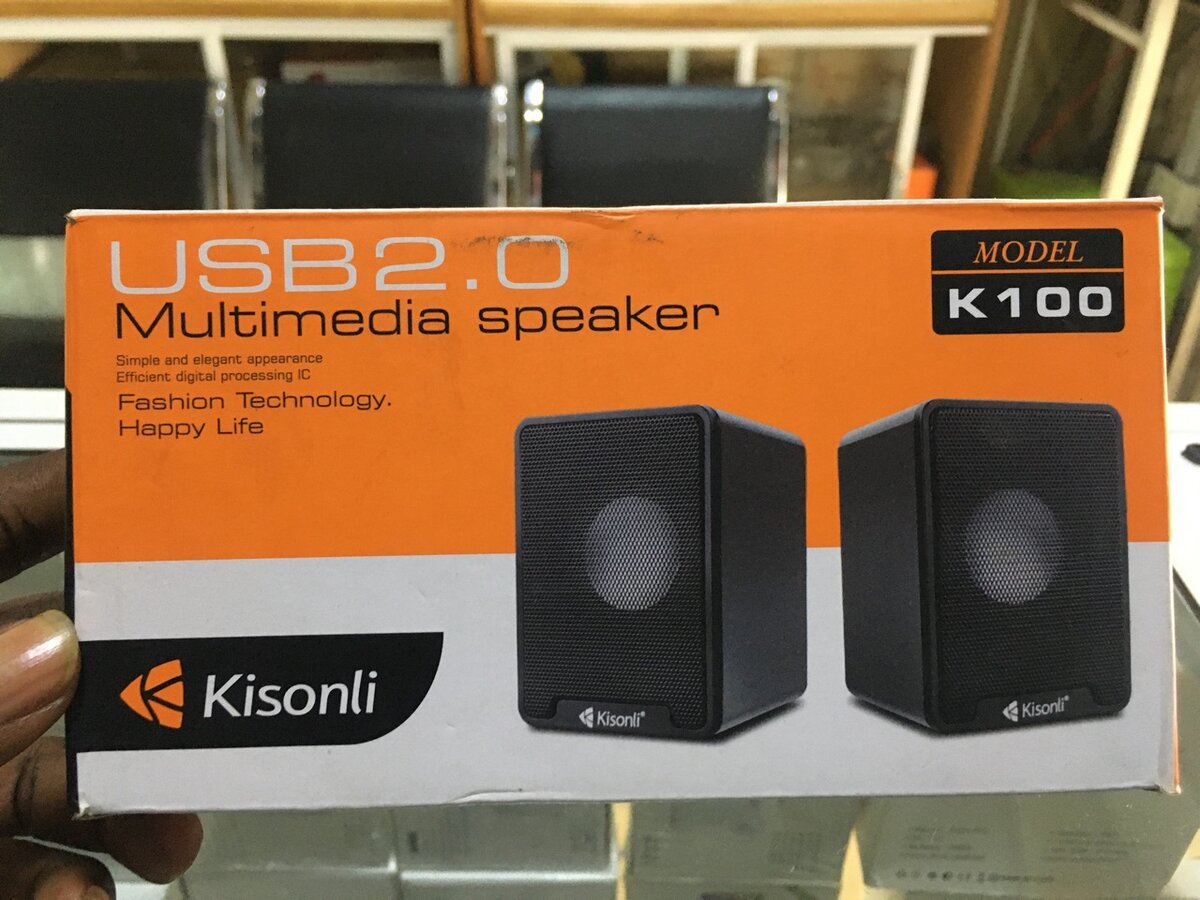 USB2.0
Multimedia speaker
Simple and elegant appearance
Efficient digital processing IC
Fashion Technology.
Happy Life
MODEL
K100
Kisonli
Kisonli®
Kisonli®